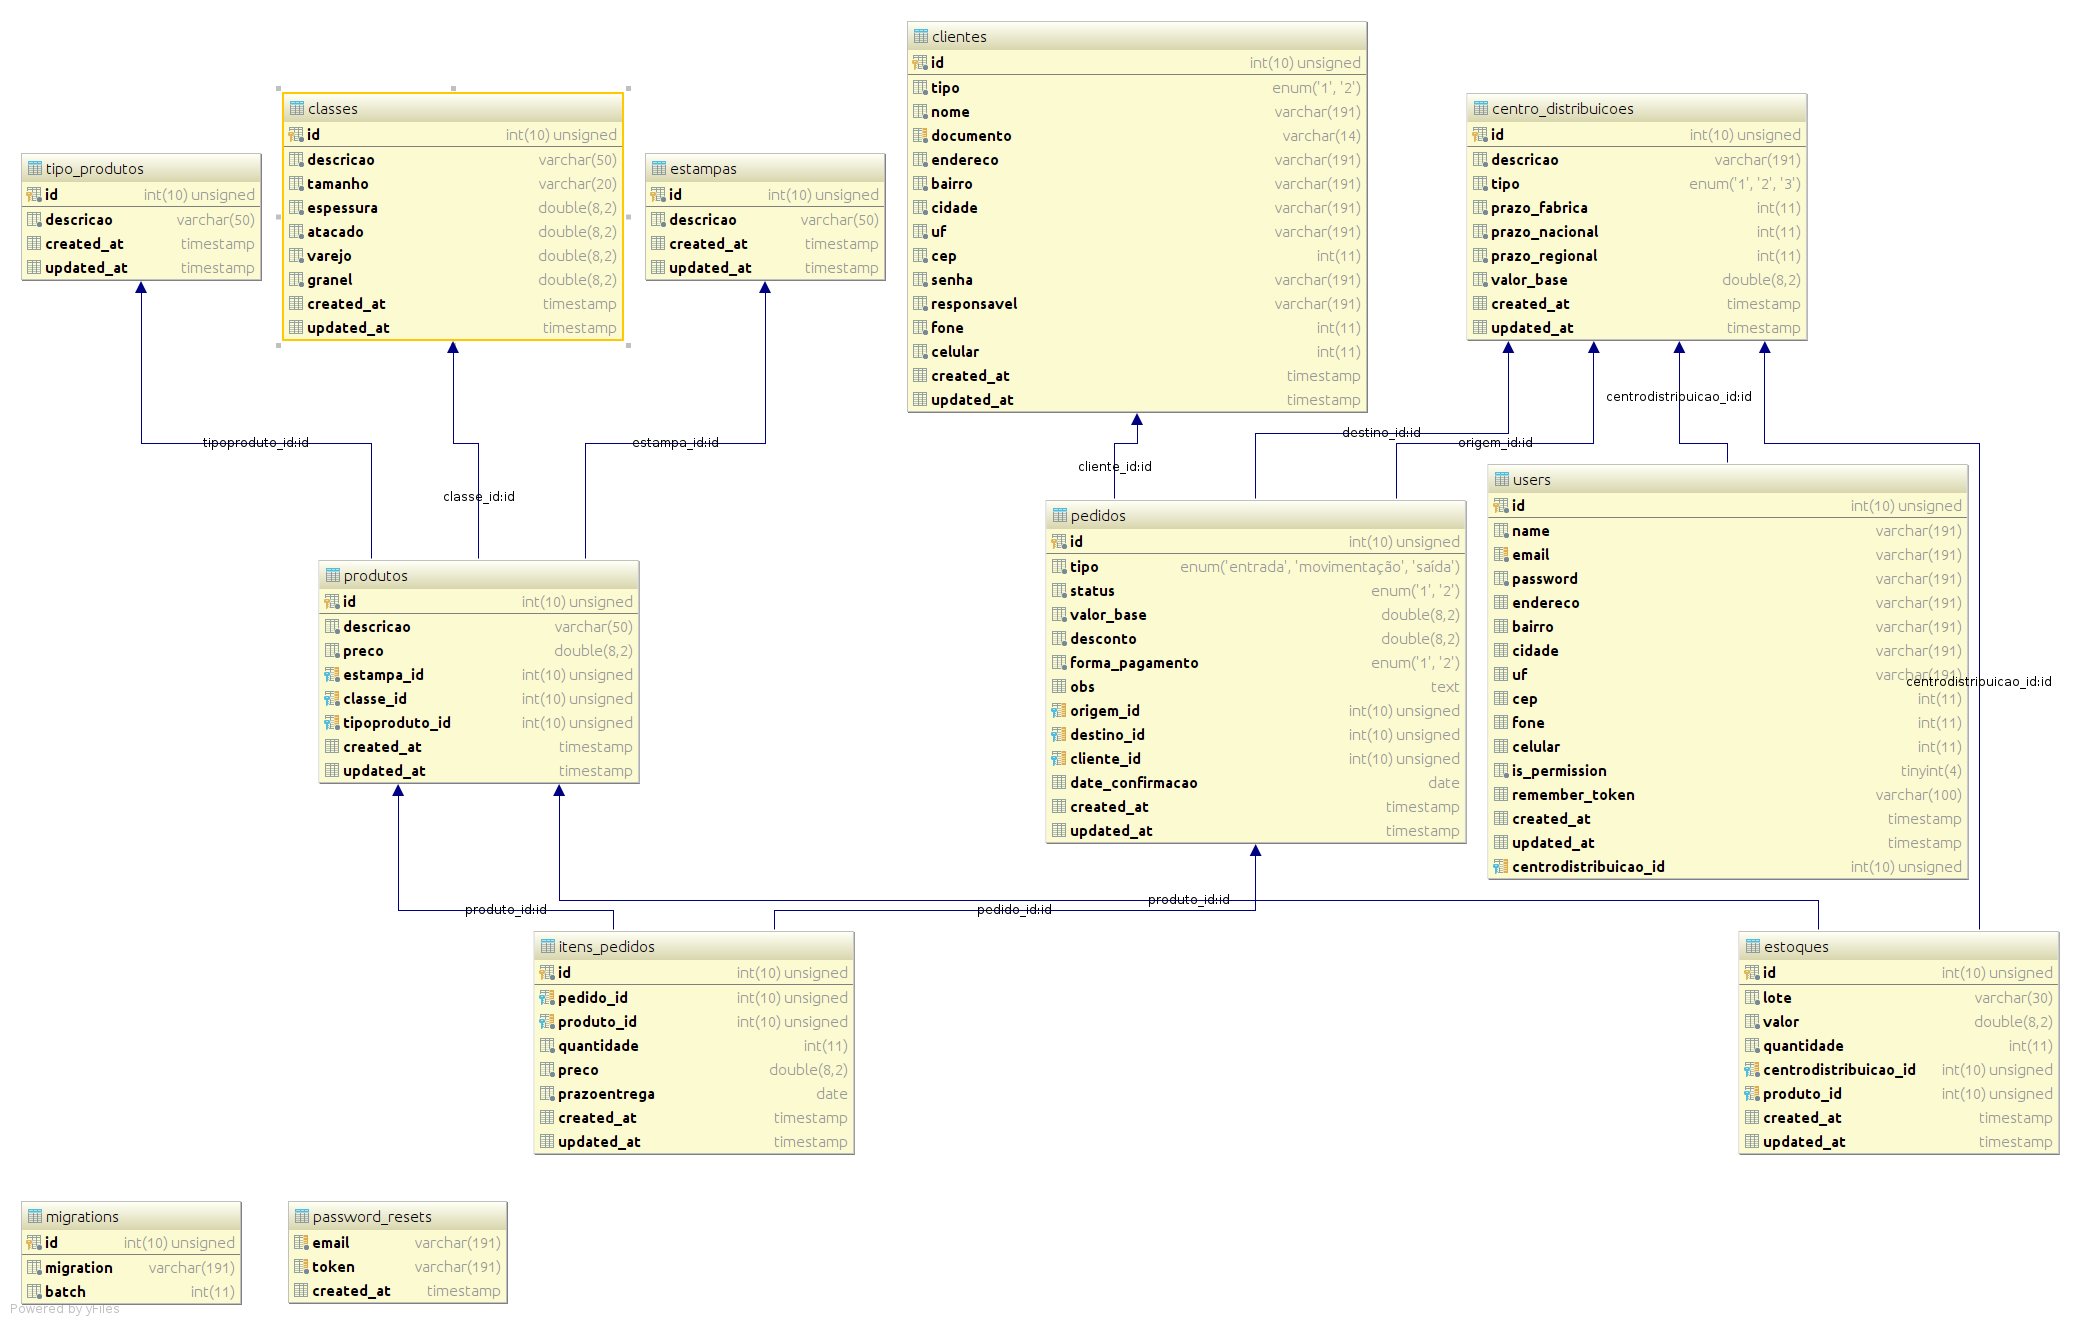 clientes
id int(10) unsigned
tipo enum('1', '2')
nome varchar(191)
documento varchar(14)
endereco varchar(191)
bairro varchar(191)
cidade varchar(191)
uf varchar(191)
cep int(11)
senha varchar(191)
responsavel varchar(191)
fone int(11)
celular int(11)
created_at timestamp
updated_at timestamp
classes
id int(10) unsigned
descricao varchar(50)
tamanho varchar(20)
espessura double(8,2)
atacado double(8,2)
varejo double(8,2)
granel double(8,2)
created_at timestamp
updated_at timestamp
centro_distribuicoes
id int(10) unsigned
descricao varchar(191)
tipo enum('1', '2', '3')
prazo_fabrica int(11)
prazo_nacional int(11)
prazo_regional int(11)
valor_base double(8,2)
created_at timestamp
updated_at timestamp
tipo_produtos
id int(10) unsigned
descricao varchar(50)
created_at timestamp
updated_at timestamp
estampas
id int(10) unsigned
descricao varchar(50)
created_at timestamp
updated_at timestamp
centrodistribuicao_id:id
destino_id:id
origem_id:id
tipoproduto_id:id
estampa_id:id
cliente_id:id
classe_id:id
users
id int(10) unsigned
name varchar(191)
email varchar(191)
password varchar(191)
endereco varchar(191)
bairro varchar(191)
cidade varchar(191)
uf varchar(191)
cep int(11)
fone int(11)
celular int(11)
is_permission tinyint(4)
remember_token varchar(100)
created_at timestamp
updated_at timestamp
centrodistribuicao_id int(10) unsigned
centrodistribuicao_id:id
pedidos
id int(10) unsigned
tipo enum('entrada', 'movimentação', 'saída')
status enum('1', '2')
valor_base double(8,2)
desconto double(8,2)
forma_pagamento enum('1', '2')
obs text
origem_id int(10) unsigned
destino_id int(10) unsigned
cliente_id int(10) unsigned
date_confirmacao date
created_at timestamp
updated_at timestamp
produtos
id int(10) unsigned
descricao varchar(50)
preco double(8,2)
estampa_id int(10) unsigned
classe_id int(10) unsigned
tipoproduto_id int(10) unsigned
created_at timestamp
updated_at timestamp
produto_id:id
pedido_id:id
produto_id:id
itens_pedidos
id int(10) unsigned
pedido_id int(10) unsigned
produto_id int(10) unsigned
quantidade int(11)
preco double(8,2)
prazoentrega date
created_at timestamp
updated_at timestamp
estoques
id int(10) unsigned
lote varchar(30)
valor double(8,2)
quantidade int(11)
centrodistribuicao_id int(10) unsigned
produto_id int(10) unsigned
created_at timestamp
updated_at timestamp
migrations
id int(10) unsigned
migration varchar(191)
batch int(11)
password_resets
email varchar(191)
token varchar(191)
created_at timestamp
Powered by yFiles